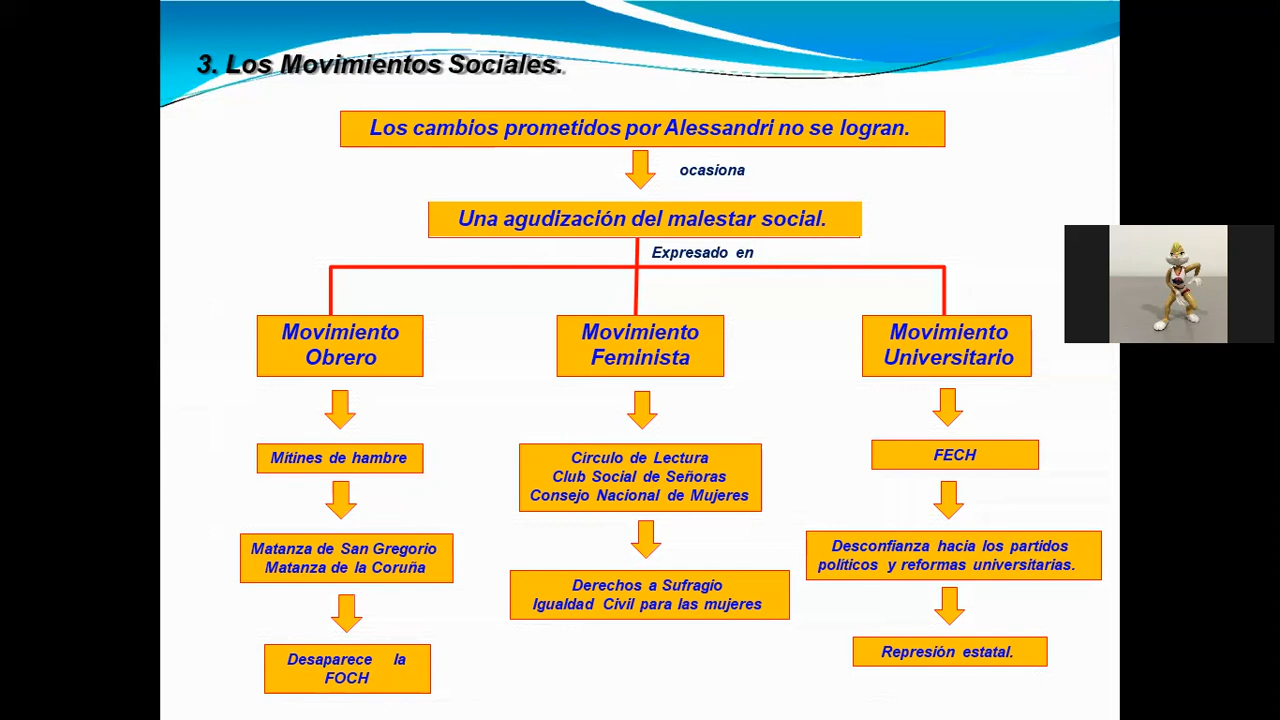 3. Los Movimientos Sociales.
Los cambios prometidos por Alessandri no se logran.
ocasiona
Una agudización del malestar social.
Expresado en
Movimiento
Obrero
Mítines de hambre
Matanza de San Gregorio
Matanza de la Coruña
Desaparece la
FOCH
Movimiento
Feminista
Círculo de Lectura
Club Social de Señoras
Consejo Nacional de Mujeres
Derechos a Sufragio
Igualdad Civil para las mujeres
Movimiento
Universitario
FECH
Desconfianza hacia los partidos
políticos y reformas universitarias.
Represión estatal.